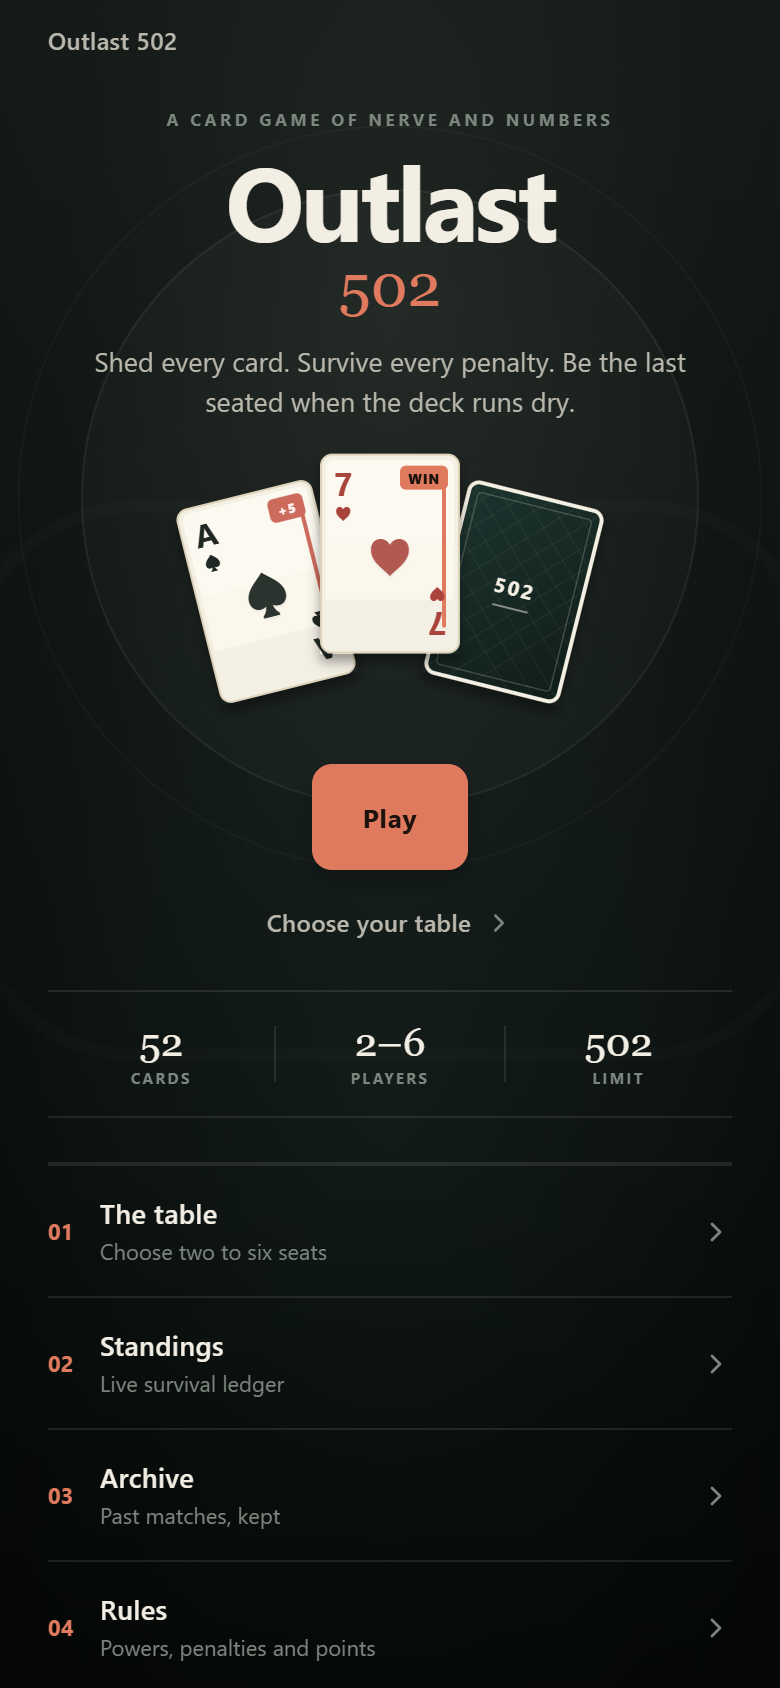 Outlast 502
A CARD GAME OF NERVE AND NUMBERS
Outlast
502
Shed every card. Survive every penalty. Be the last
seated when the deck runs dry.
A
+5
A
7
WIN
7
502
Play
Choose your table
52
CARDS
2–6
PLAYERS
502
LIMIT
01
The table
Choose two to six seats
02
Standings
Live survival ledger
03
Archive
Past matches, kept
04
Rules
Powers, penalties and points